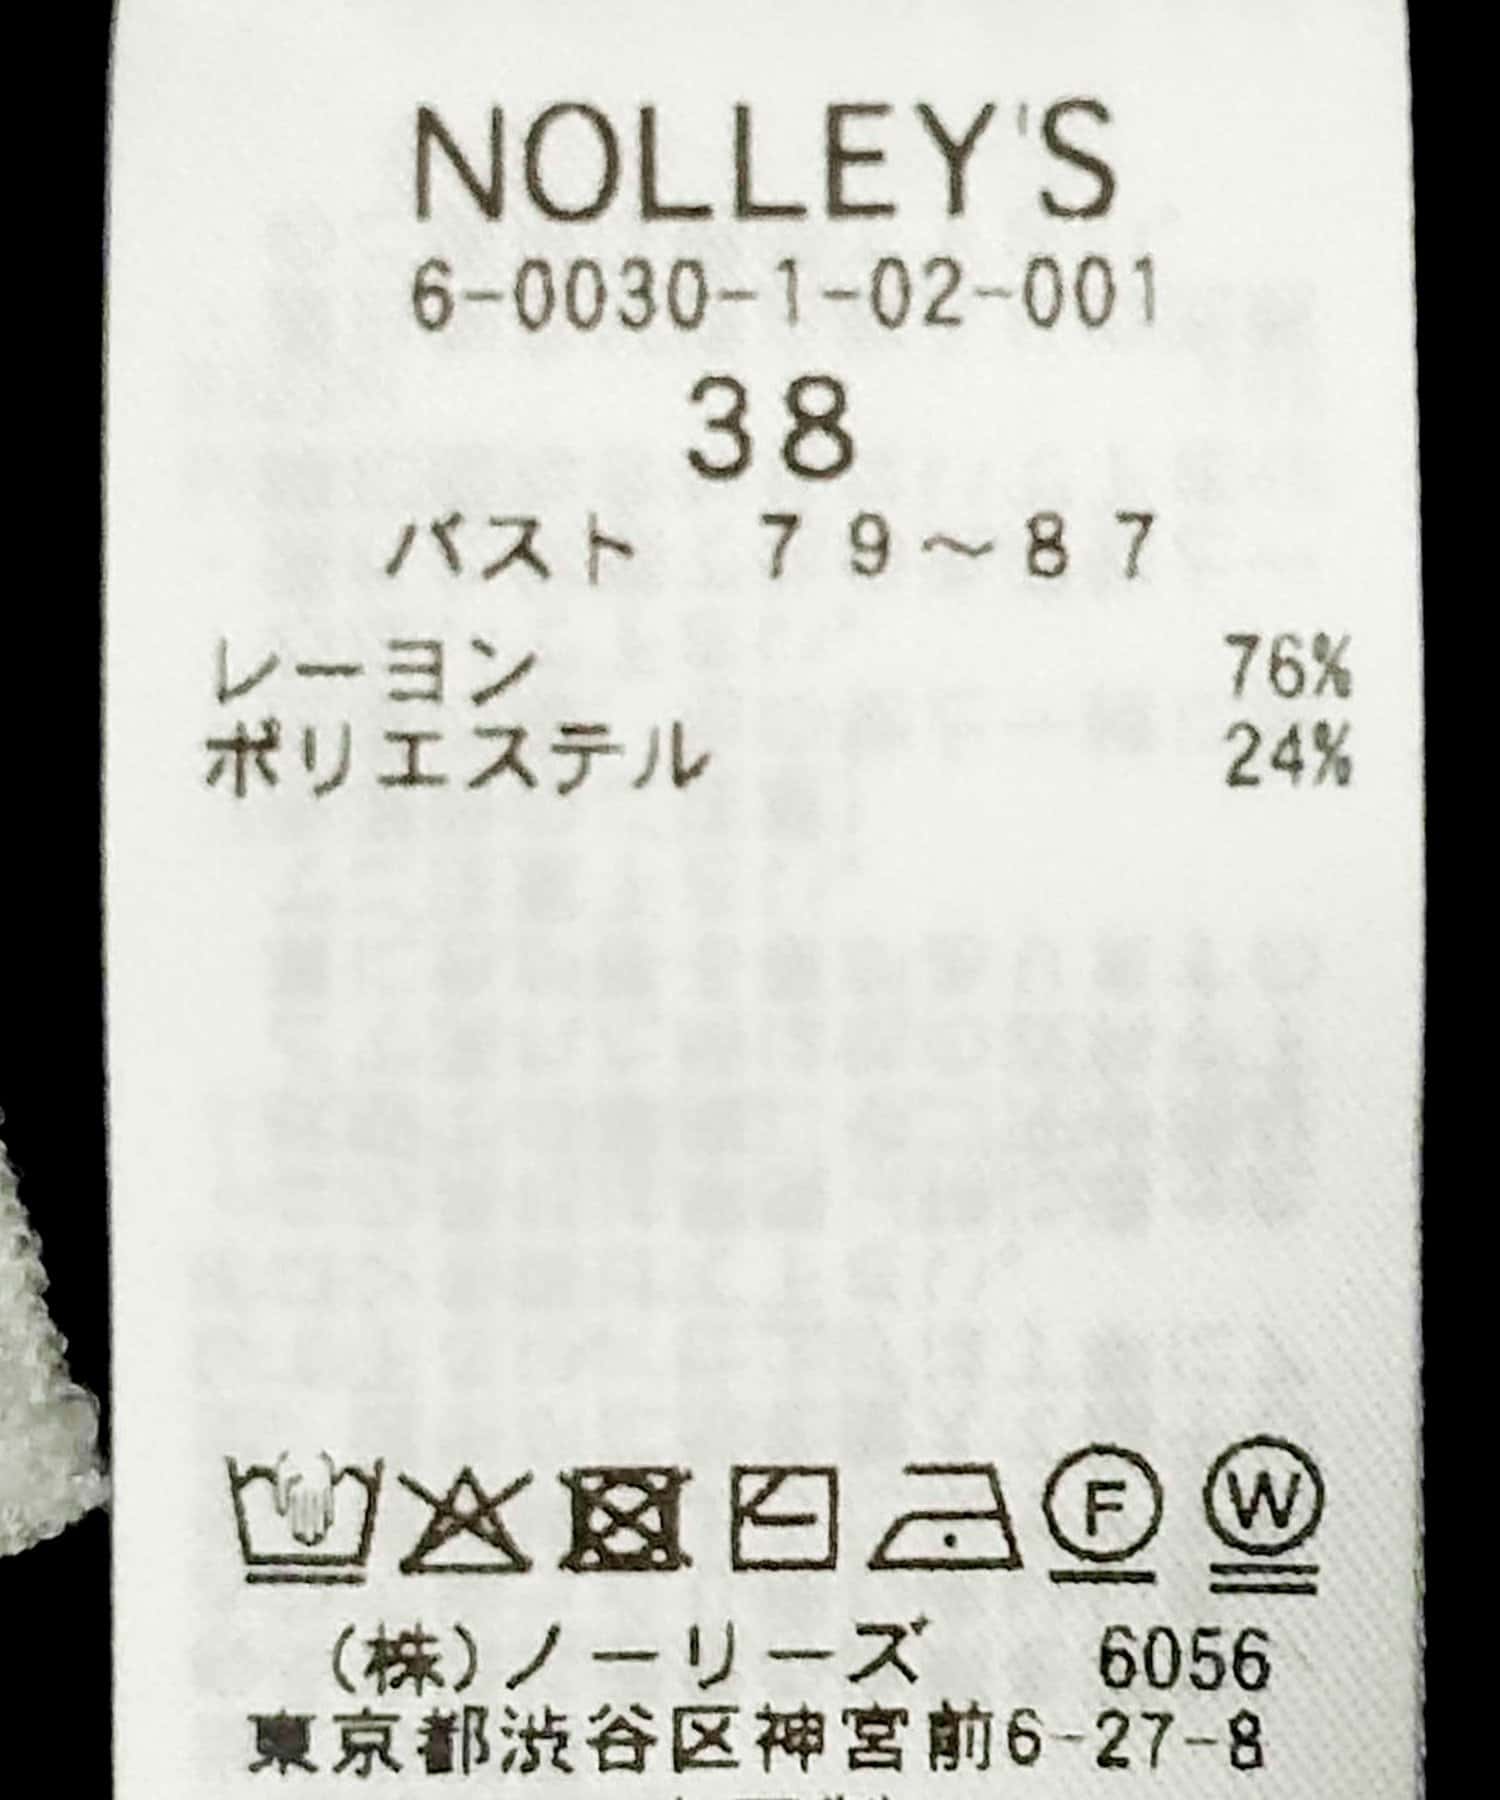 NOLLEY'S
6-0030-1-02-001
38
バスト　79～87
レーヨン 76%
ポリエステル 24%
F W
(株)ノーリーズ 6056
東京都渋谷区神宮前6-27-8